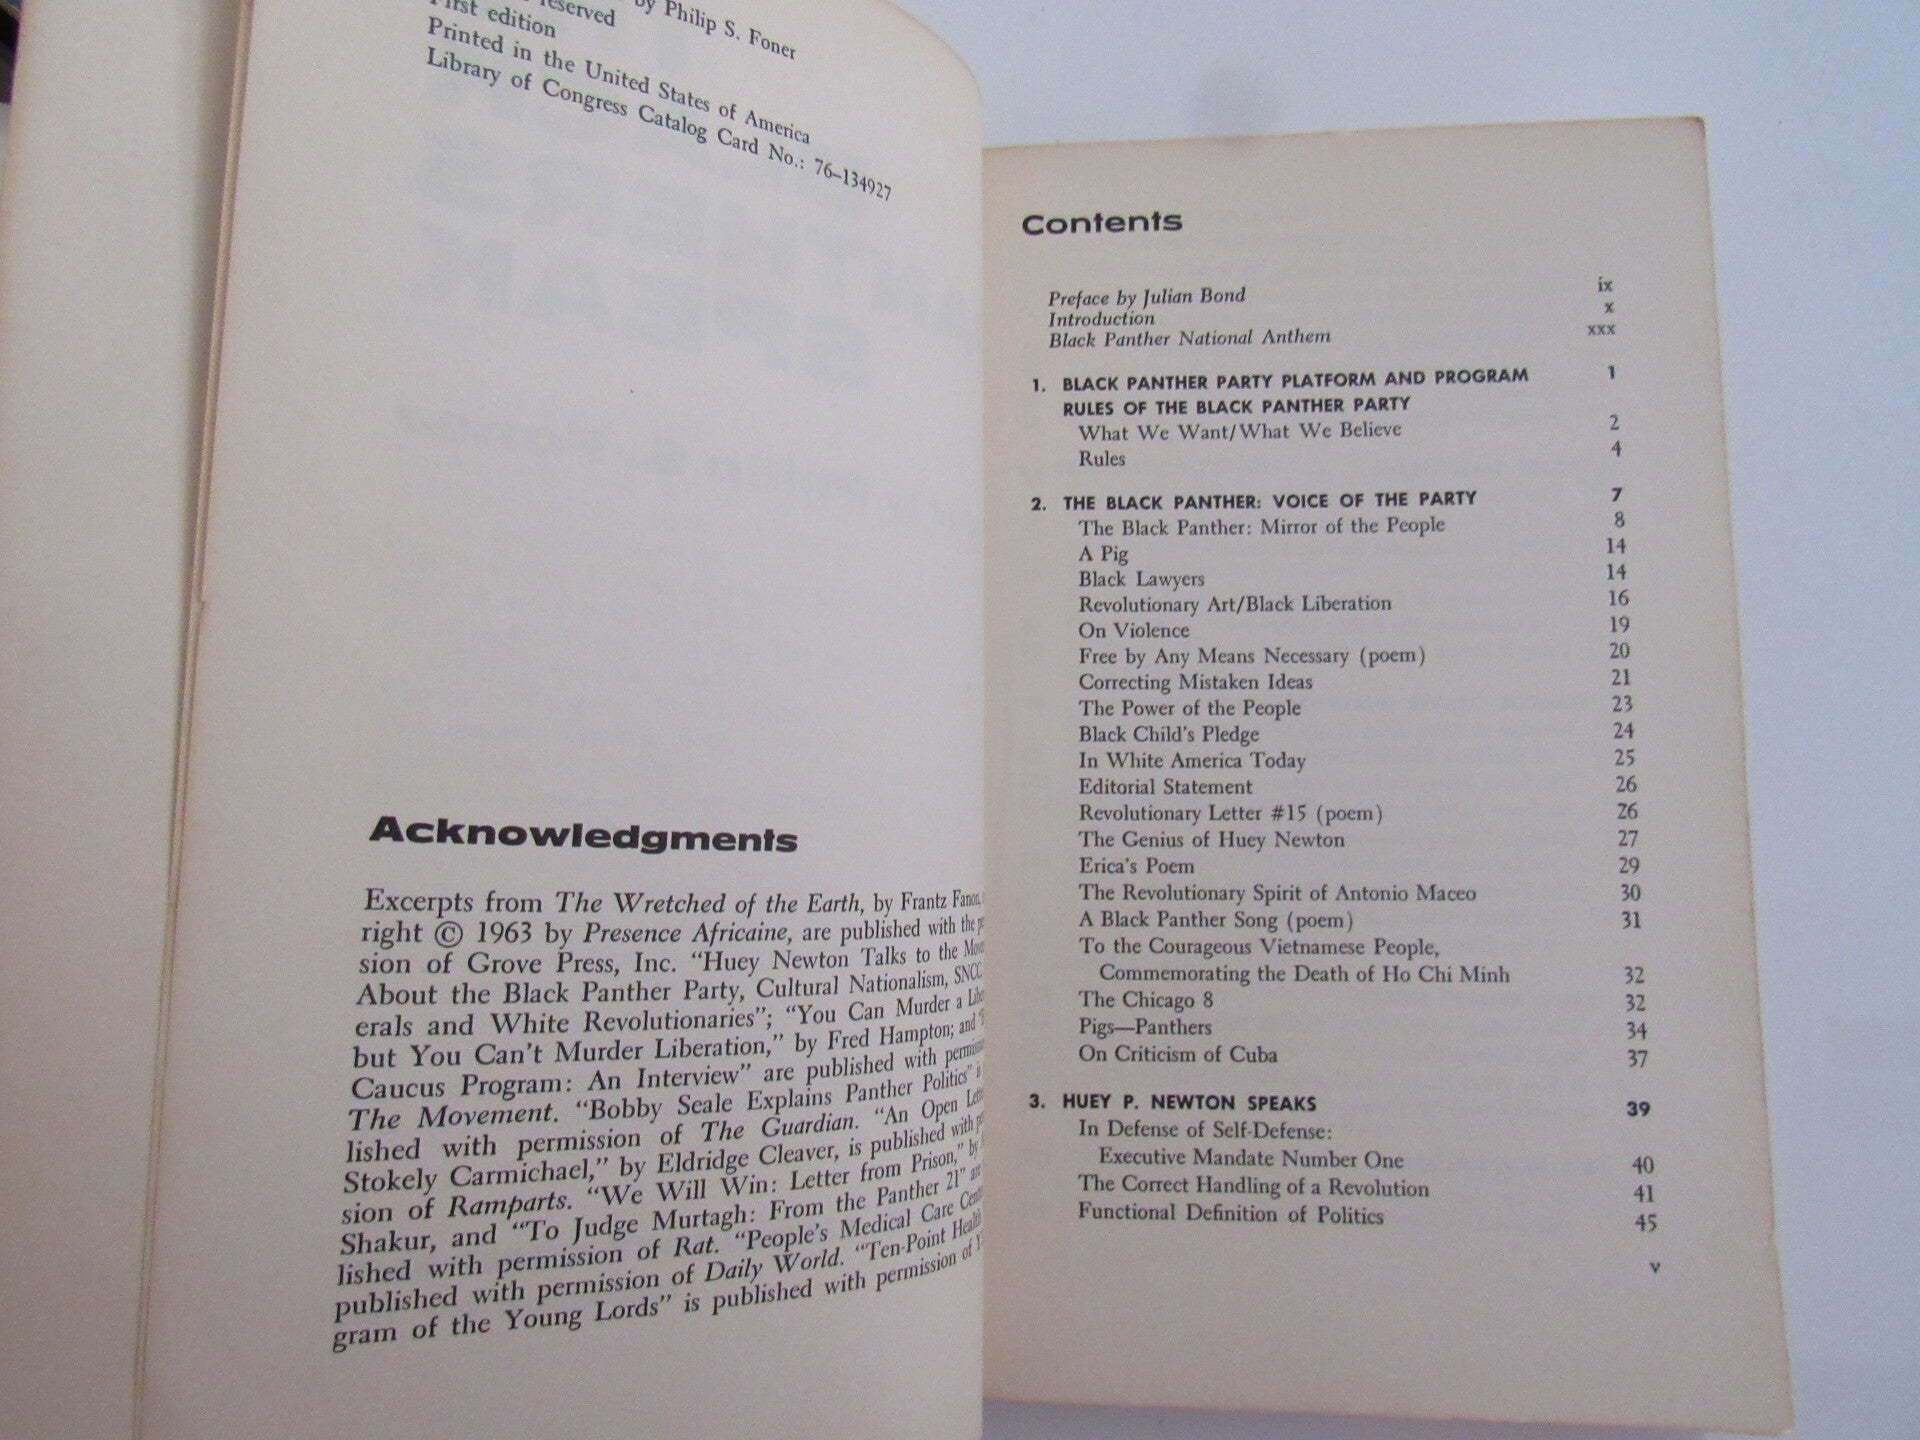 by Philip S. Foner
reserved
First edition
Printed in the United States of America
Library of Congress Catalog Card No.: 76–134927
Acknowledgments
Excerpts from The Wretched of the Earth, by Frantz Fanon,
right © 1963 by Presence Africaine, are published with the
sion of Grove Press, Inc. “Huey Newton Talks to the
About the Black Panther Party, Cultural Nationalism, SNCC,
erals and White Revolutionaries”; “You Can Murder a
but You Can’t Murder Liberation,” by Fred Hampton; and
Caucus Program: An Interview” are published with
The Movement. “Bobby Seale Explains Panther Politics”
lished with permission of The Guardian. “An Open
Stokely Carmichael,” by Eldridge Cleaver, is published with
sion of Ramparts. “We Will Win: Letter from Prison,” by
Shakur, and “To Judge Murtagh: From the Panther 21”
lished with permission of Rat. “People’s Medical Care
published with permission of Daily World. “Ten-Point Health
gram of the Young Lords” is published with permission of
Contents
Preface by Julian Bond ix
Introduction x
Black Panther National Anthem xxx
1. BLACK PANTHER PARTY PLATFORM AND PROGRAM 1
RULES OF THE BLACK PANTHER PARTY
What We Want/What We Believe 2
Rules 4
2. THE BLACK PANTHER: VOICE OF THE PARTY 7
The Black Panther: Mirror of the People 8
A Pig 14
Black Lawyers 14
Revolutionary Art/Black Liberation 16
On Violence 19
Free by Any Means Necessary (poem) 20
Correcting Mistaken Ideas 21
The Power of the People 23
Black Child’s Pledge 24
In White America Today 25
Editorial Statement 26
Revolutionary Letter #15 (poem) 26
The Genius of Huey Newton 27
Erica’s Poem 29
The Revolutionary Spirit of Antonio Maceo 30
A Black Panther Song (poem) 31
To the Courageous Vietnamese People,
Commemorating the Death of Ho Chi Minh 32
The Chicago 8 32
Pigs—Panthers 34
On Criticism of Cuba 37
3. HUEY P. NEWTON SPEAKS 39
In Defense of Self-Defense:
Executive Mandate Number One 40
The Correct Handling of a Revolution 41
Functional Definition of Politics 45
v